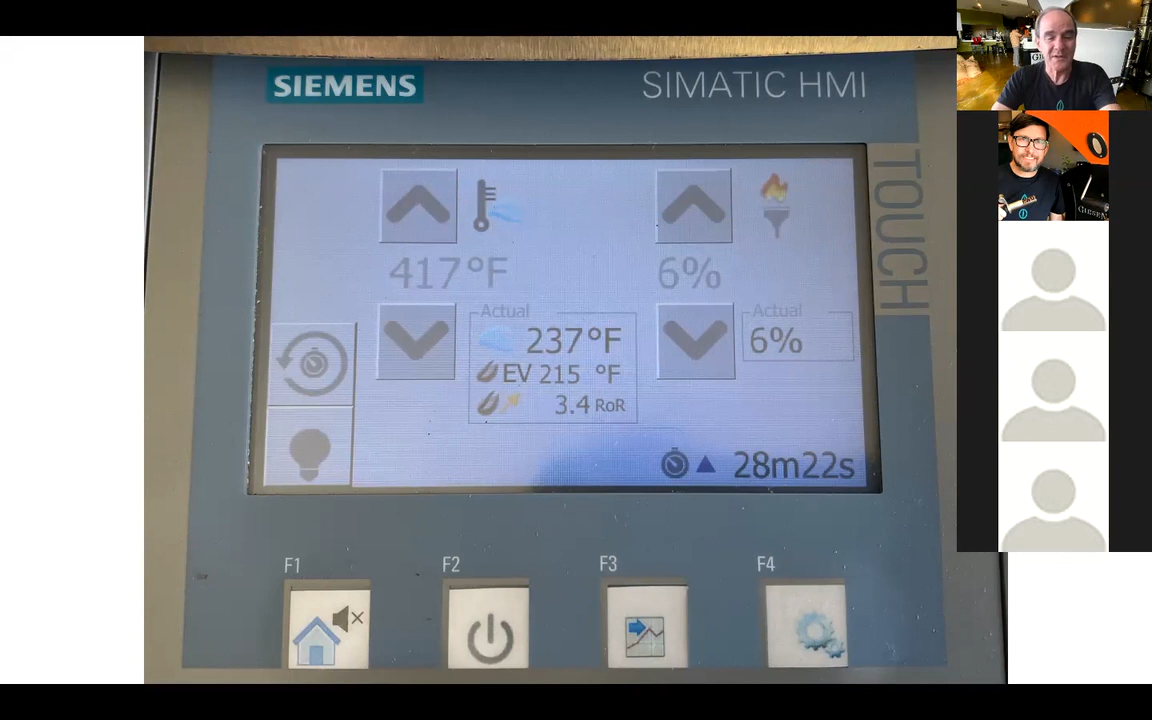 SIEMENS
SIMATIC HMI
TOUCH
417°F
6%
Actual
237°F
EV 215 °F
3.4 RoR
Actual
6%
28m22s
F1
F2
F3
F4